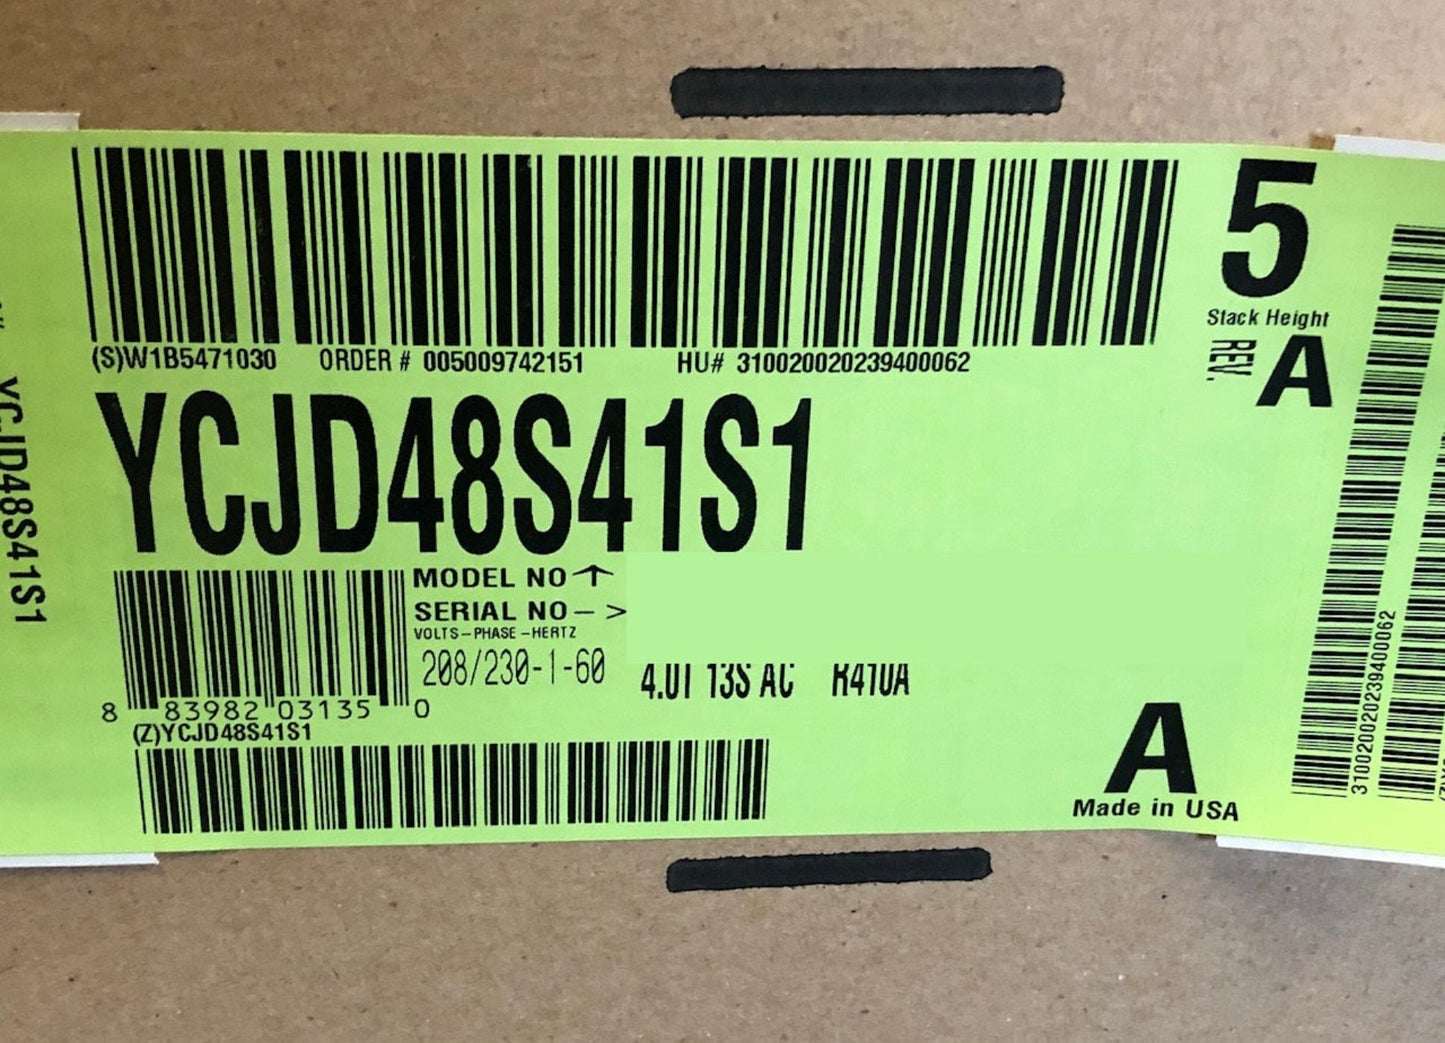 5
Stack Height
REV. A
(S)W1B5471030 ORDER # 005009742151 HU# 310020020239400062
YCJD48S41S1
MODEL NO ↑
SERIAL NO – >
VOLTS–PHASE–HERTZ
208/230-1-60 4.0T 13S AC R410A
8 83982 03135 0
(Z)YCJD48S41S1
A
Made in USA
YCJD48S41S1
310020020239400062